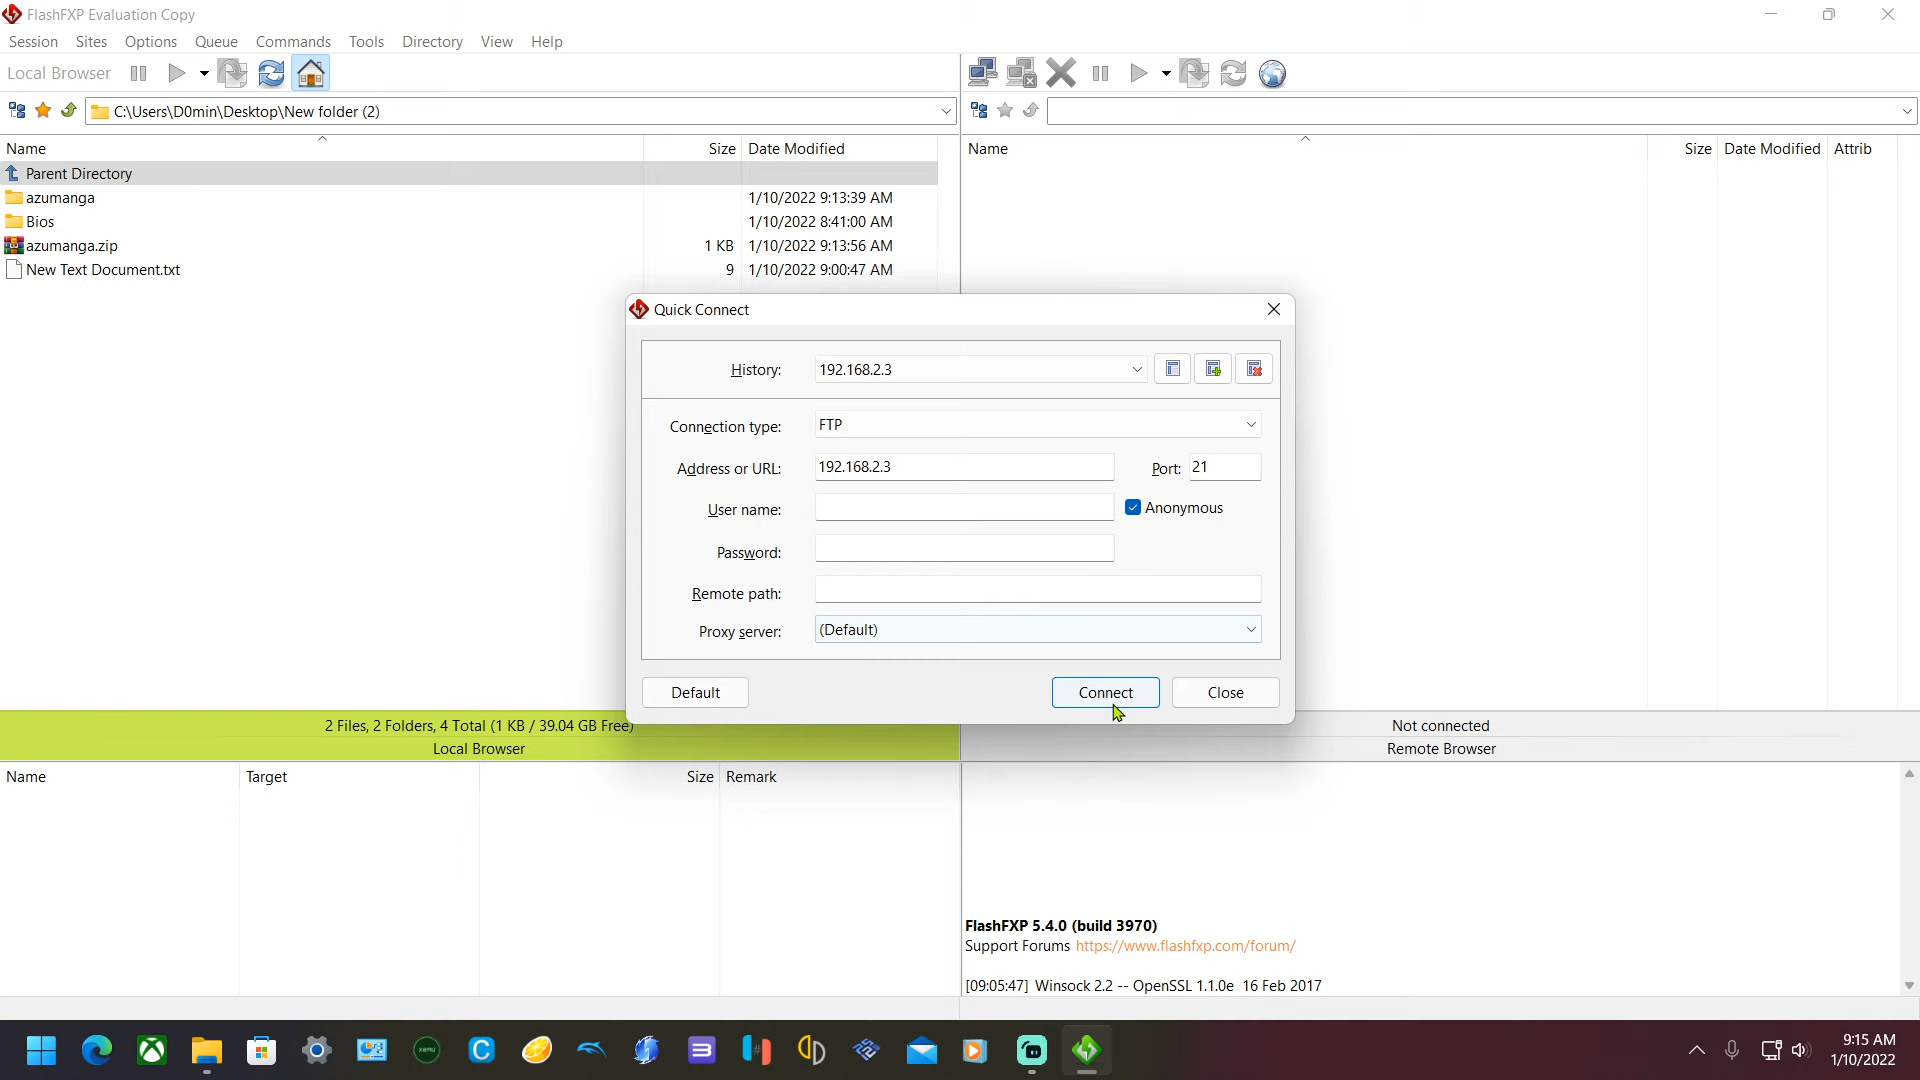 FlashFXP Evaluation Copy
Session Sites Options Queue Commands Tools Directory View Help
Local Browser
C:\Users\D0min\Desktop\New folder (2)
Name Size Date Modified
Parent Directory
azumanga 1/10/2022 9:13:39 AM
Bios 1/10/2022 8:41:00 AM
azumanga.zip 1 KB 1/10/2022 9:13:56 AM
New Text Document.txt 9 1/10/2022 9:00:47 AM
Name Size Date Modified Attrib
Quick Connect
History: 192.168.2.3
Connection type: FTP
Address or URL: 192.168.2.3 Port: 21
User name: Anonymous
Password:
Remote path:
Proxy server: (Default)
Default Connect Close
2 Files, 2 Folders, 4 Total (1 KB / 39.04 GB Free)
Local Browser
Not connected
Remote Browser
Name Target Size Remark
FlashFXP 5.4.0 (build 3970)
Support Forums https://www.flashfxp.com/forum/
[09:05:47] Winsock 2.2 -- OpenSSL 1.1.0e 16 Feb 2017
xemu
9:15 AM
1/10/2022